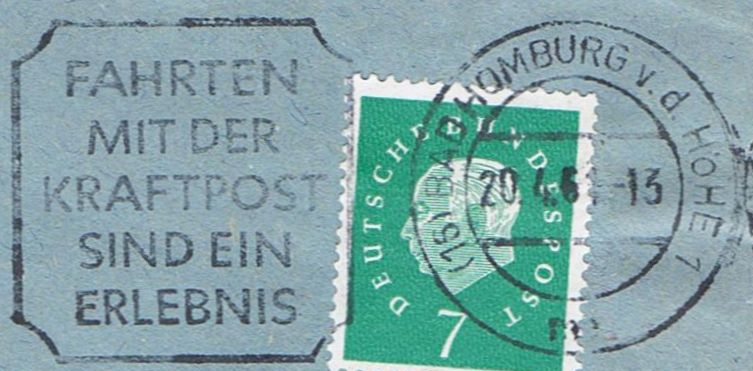 FAHRTEN
MIT DER
KRAFTPOST
SIND EIN
ERLEBNIS
DEUTSCHE BUNDESPOST
7
(16) BAD HOMBURG v. d. HÖHE 1
20.4.61-13